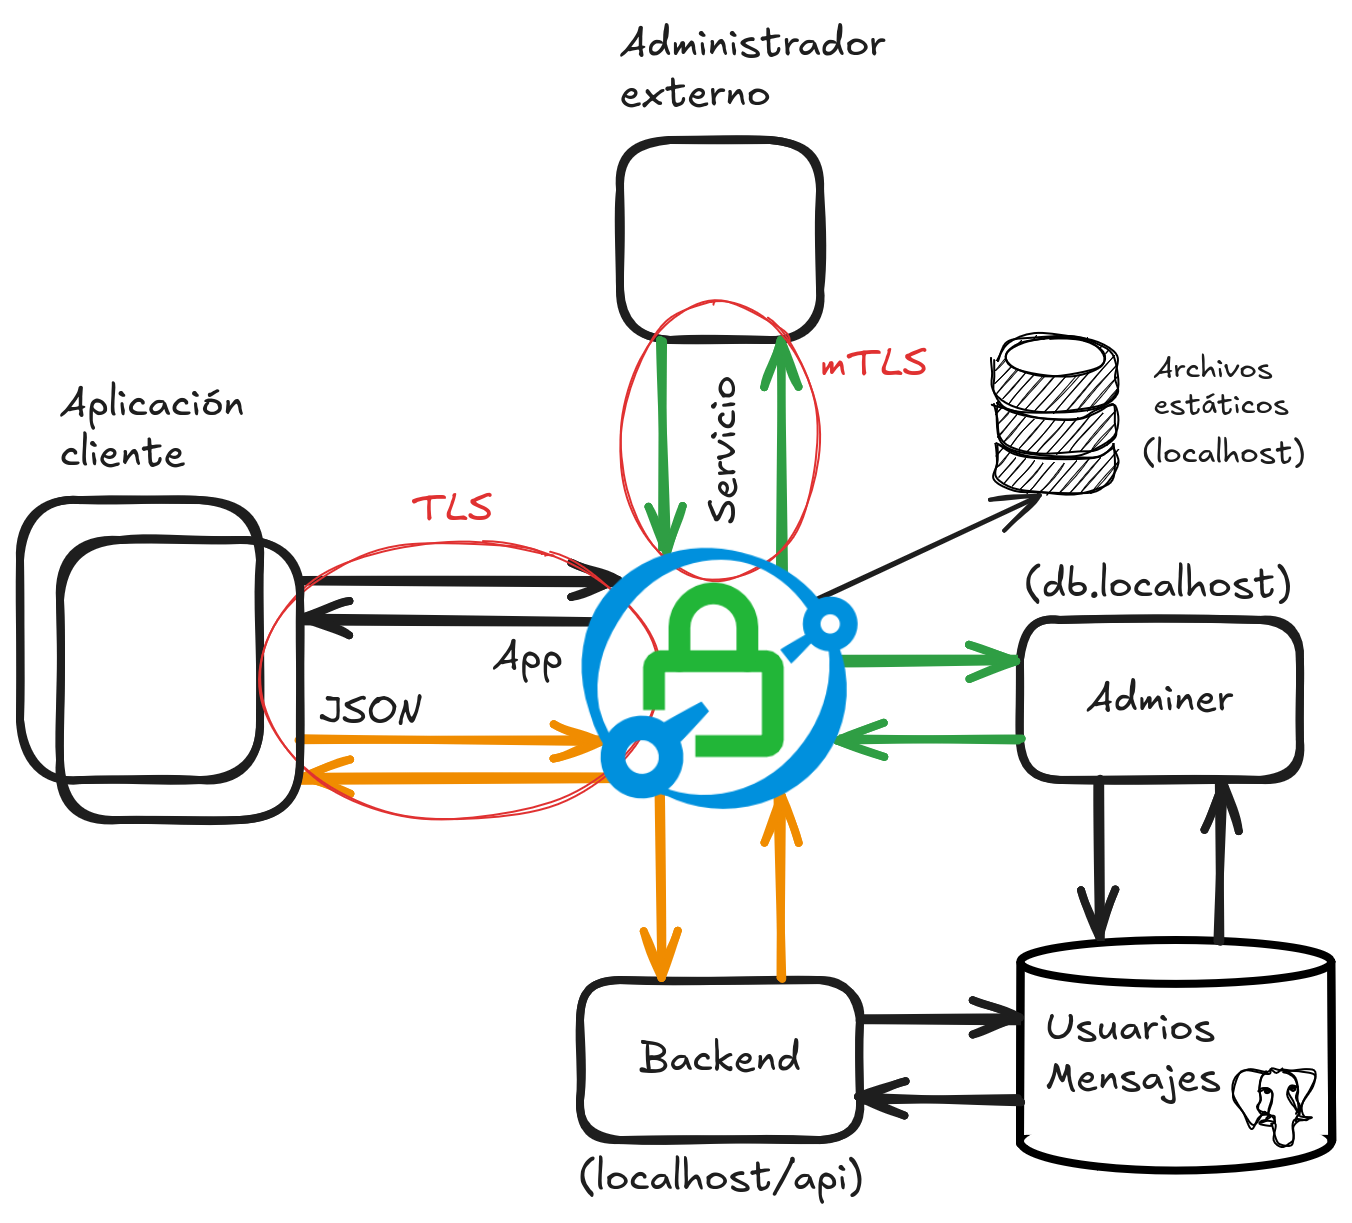 Administrador
externo
mTLS
Servicio
Archivos
estáticos
(localhost)
Aplicación
cliente
TLS
App
JSON
(db.localhost)
Adminer
Backend
(localhost/api)
Usuarios
Mensajes